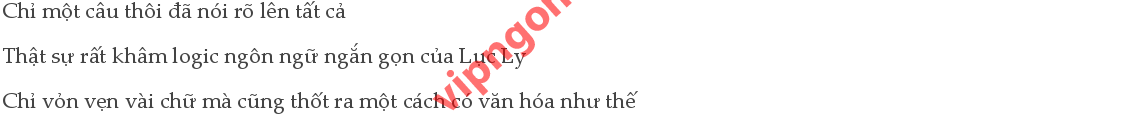 Chỉ một câu thôi đã nói rõ lên tất cả
Thật sự rất khâm logic ngôn ngữ ngắn gọn của Lục Ly
Chỉ vỏn vẹn vài chữ mà cũng thốt ra một cách có văn hóa như thế
vipngon